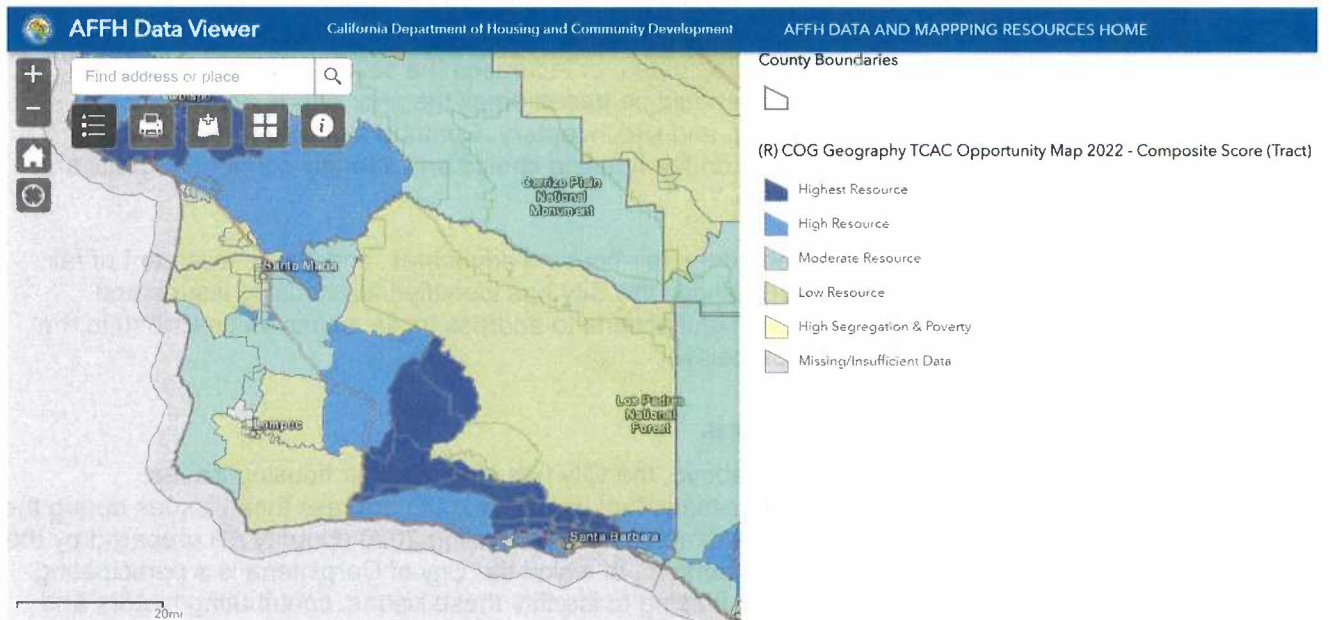 AFFH Data Viewer
California Department of Housing and Community Development
AFFH DATA AND MAPPPING RESOURCES HOME
+
Find address or place
−
i
Carrizo Plain
National
Monument
Santa Maria
Los Padres
National
Forest
Lompoc
Santa Barbara
20mi
County Boundaries
(R) COG Geography TCAC Opportunity Map 2022 - Composite Score (Tract)
Highest Resource
High Resource
Moderate Resource
Low Resource
High Segregation & Poverty
Missing/Insufficient Data